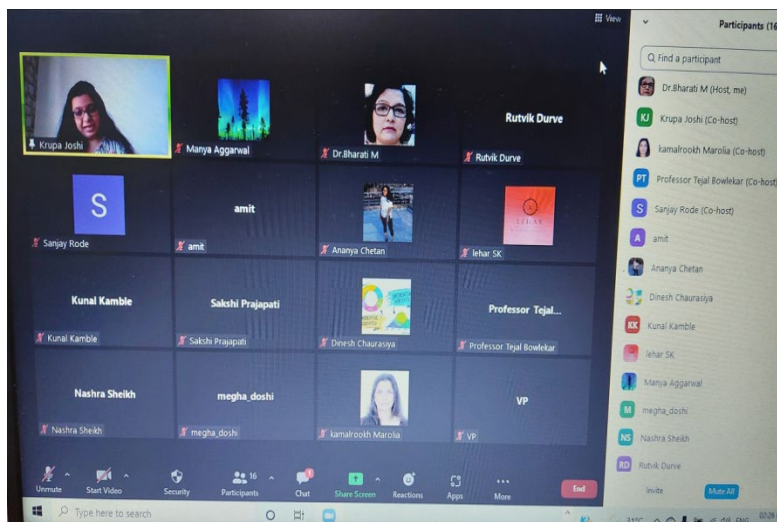 View
Participants (16
Find a participant
Krupa Joshi
Manya Aggarwal
Dr.Bharati M
Rutvik Durve
Rutvik Durve
S
Sanjay Rode
amit
amit
Ananya Chetan
LEHAR
lehar SK
Kunal Kamble
Kunal Kamble
Sakshi Prajapati
Sakshi Prajapati
Dinesh Chaurasiya
Professor Tejal...
Professor Tejal Bowlekar
Nashra Sheikh
Nashra Sheikh
megha_doshi
megha_doshi
kamalrookh Marolia
VP
VP
Dr.Bharati M (Host, me)
KJ Krupa Joshi (Co-host)
kamalrookh Marolia (Co-host)
PT Professor Tejal Bowlekar (Co-host)
S Sanjay Rode (Co-host)
A amit
Ananya Chetan
Dinesh Chaurasiya
KK Kunal Kamble
lehar SK
Manya Aggarwal
M megha_doshi
NS Nashra Sheikh
RD Rutvik Durve
Invite
Mute All
Unmute
Start Video
Security
16
Participants
1
Chat
Share Screen
Reactions
Apps
More
End
Type here to search
31°C
ENG